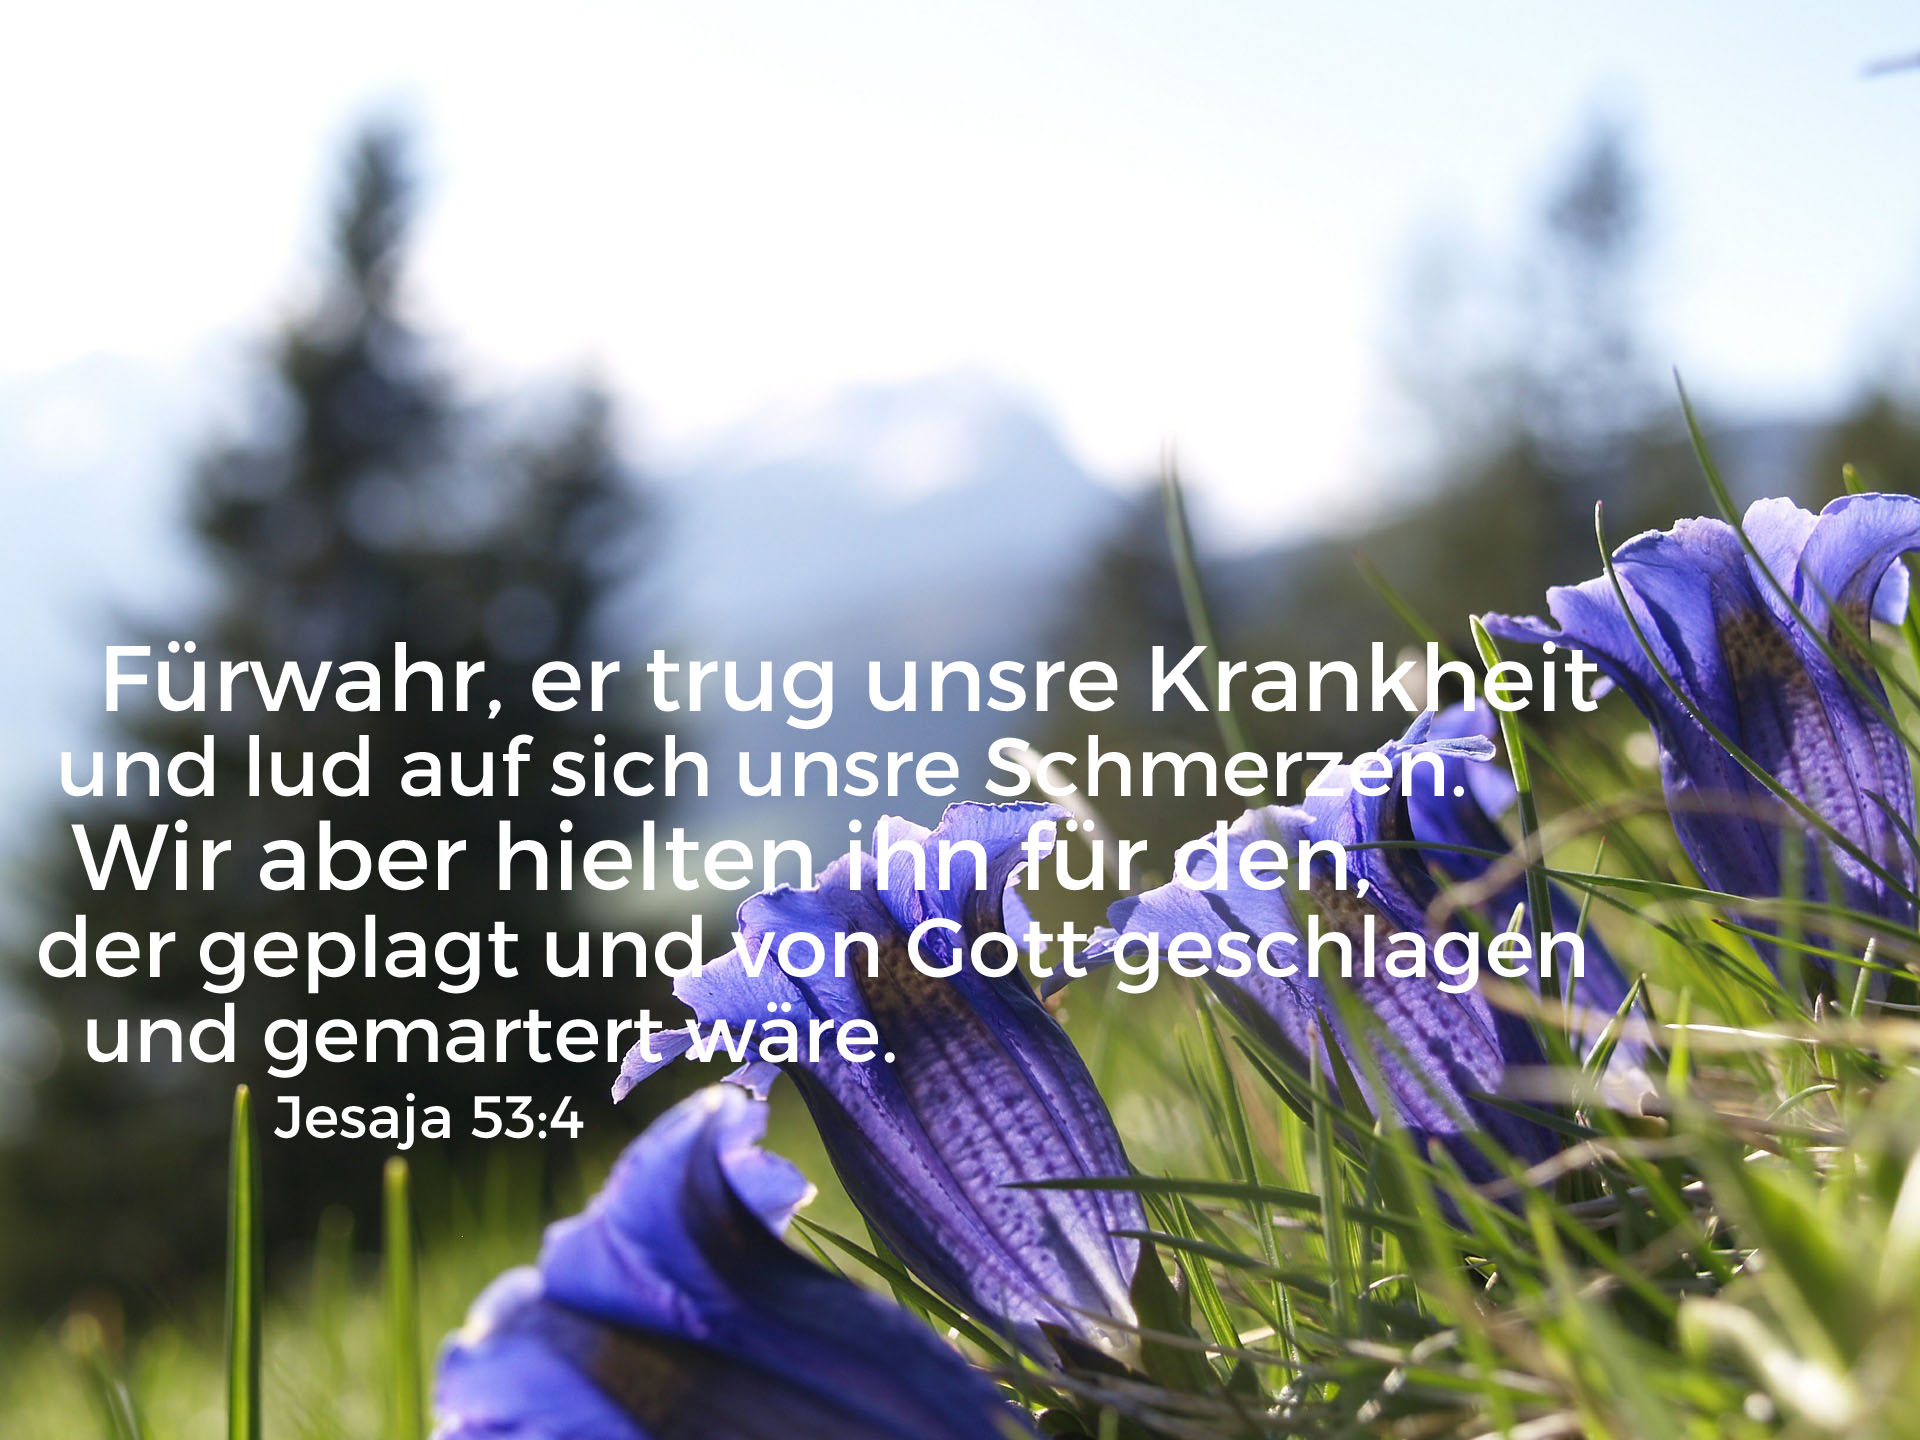 Fürwahr, er trug unsre Krankheit
und lud auf sich unsre Schmerzen.
Wir aber hielten ihn für den,
der geplagt und von Gott geschlagen
und gemartert wäre.
Jesaja 53:4